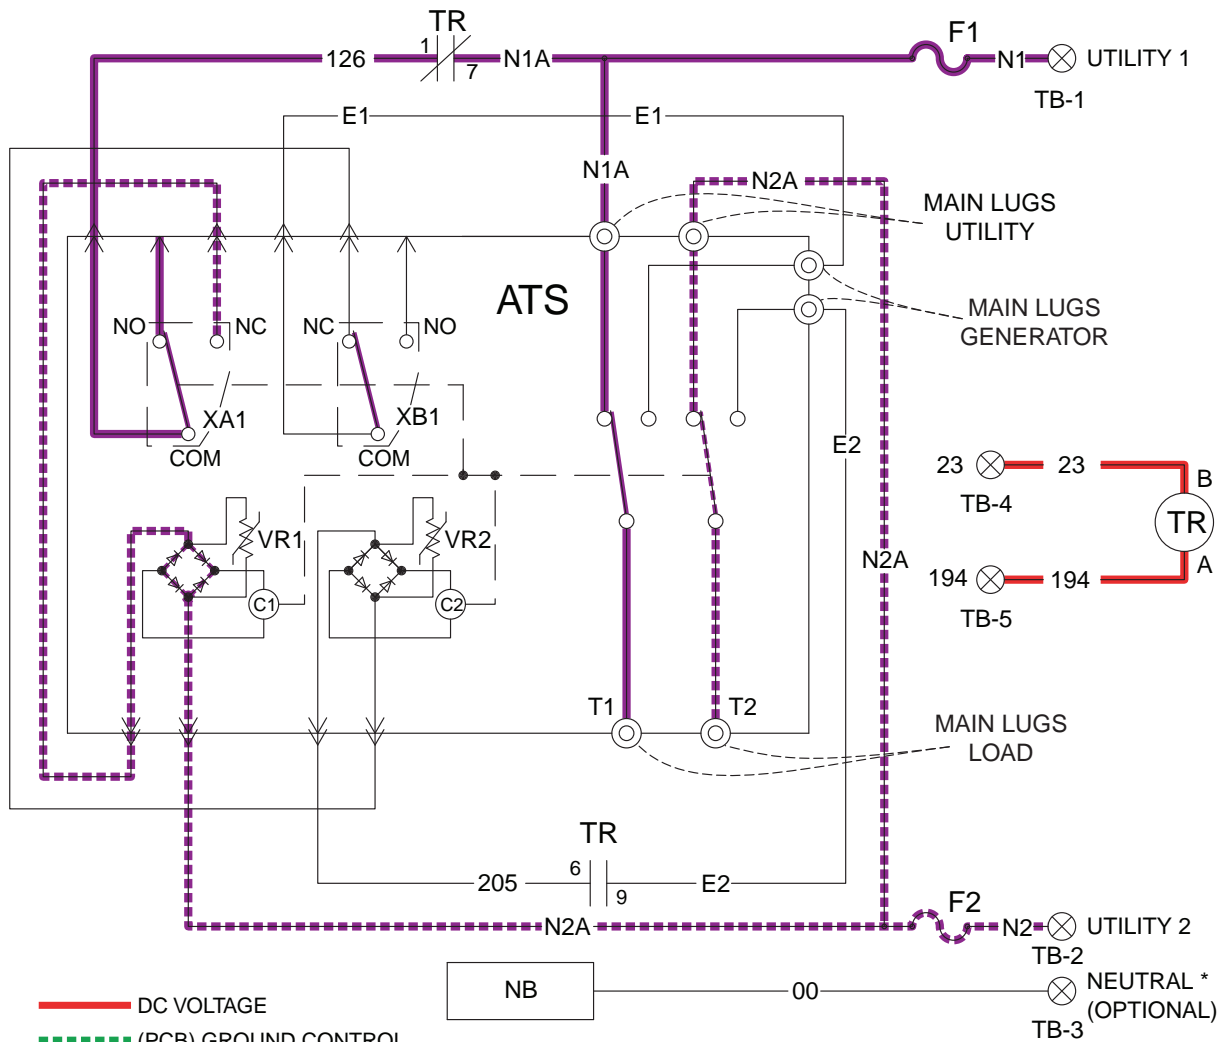 TR
F1
1
126
N1A
N1
UTILITY 1
7
TB-1
E1
E1
N1A
N2A
MAIN LUGS
UTILITY
ATS
MAIN LUGS
GENERATOR
NO
NC
NC
NO
XA1
XB1
COM
COM
E2
23
23
B
TB-4
TR
VR1
VR2
N2A
A
194
194
TB-5
C1
C2
T1
T2
MAIN LUGS
LOAD
TR
6
205
E2
9
F2
N2A
N2
UTILITY 2
TB-2
NB
00
NEUTRAL *
(OPTIONAL)
TB-3
DC VOLTAGE
(PCB) GROUND CONTROL